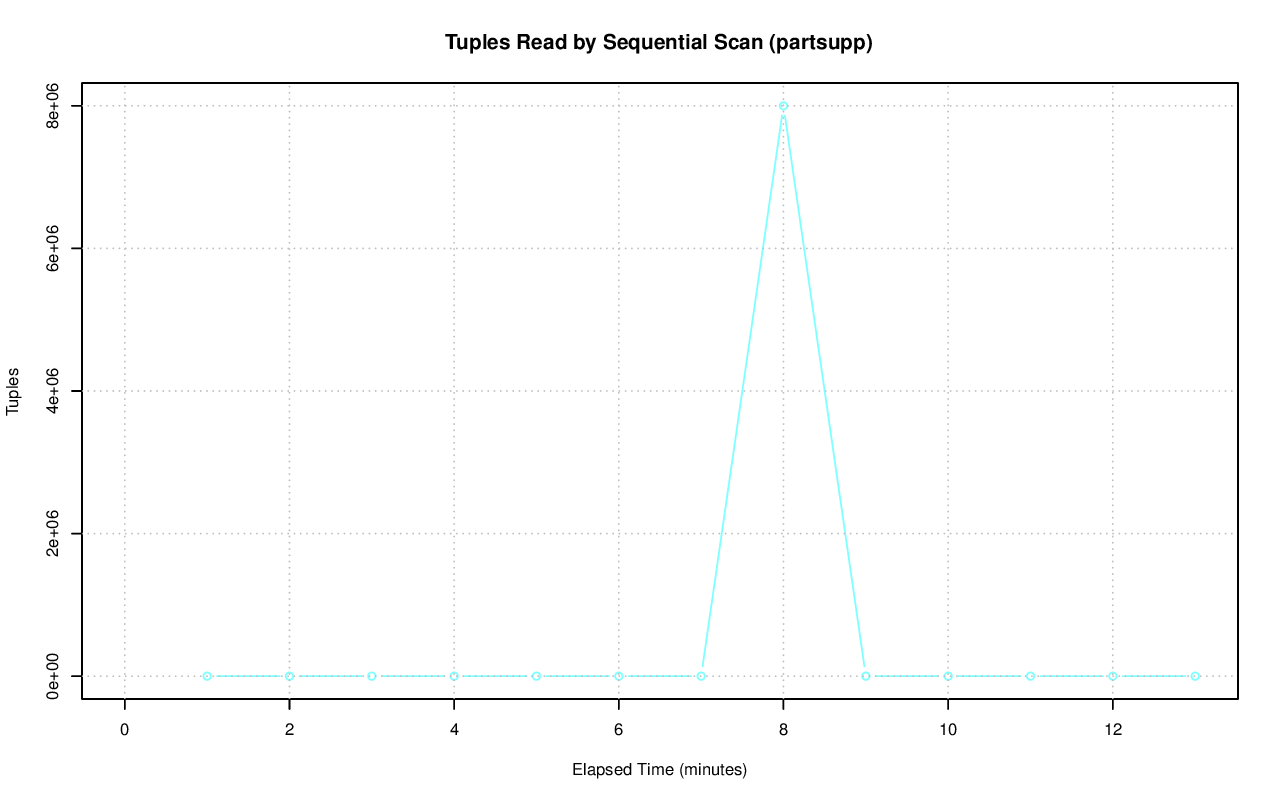 Tuples Read by Sequential Scan (partsupp)
8e+06
6e+06
4e+06
2e+06
0e+00
Tuples
0 2 4 6 8 10 12
Elapsed Time (minutes)